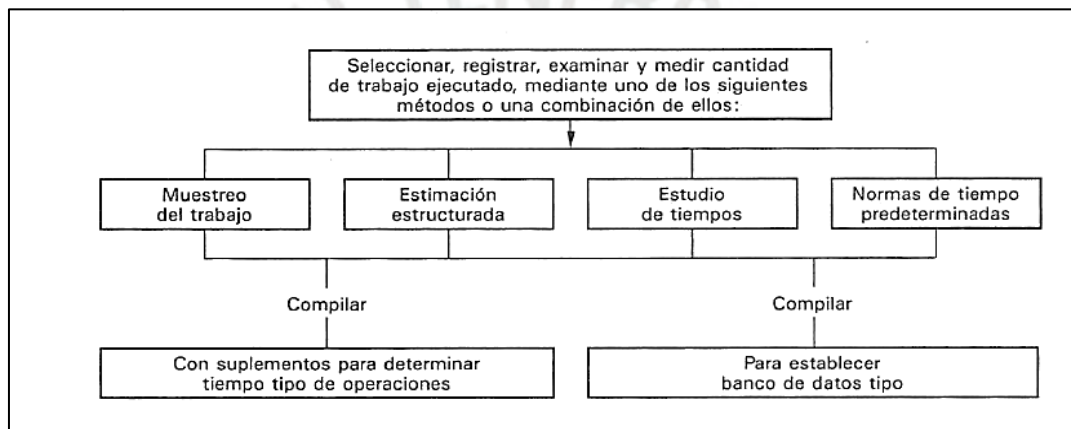 Seleccionar, registrar, examinar y medir cantidad
de trabajo ejecutado, mediante uno de los siguientes
métodos o una combinación de ellos:
Muestreo
del trabajo
Estimación
estructurada
Estudio
de tiempos
Normas de tiempo
predeterminadas
Compilar
Compilar
Con suplementos para determinar
tiempo tipo de operaciones
Para establecer
banco de datos tipo